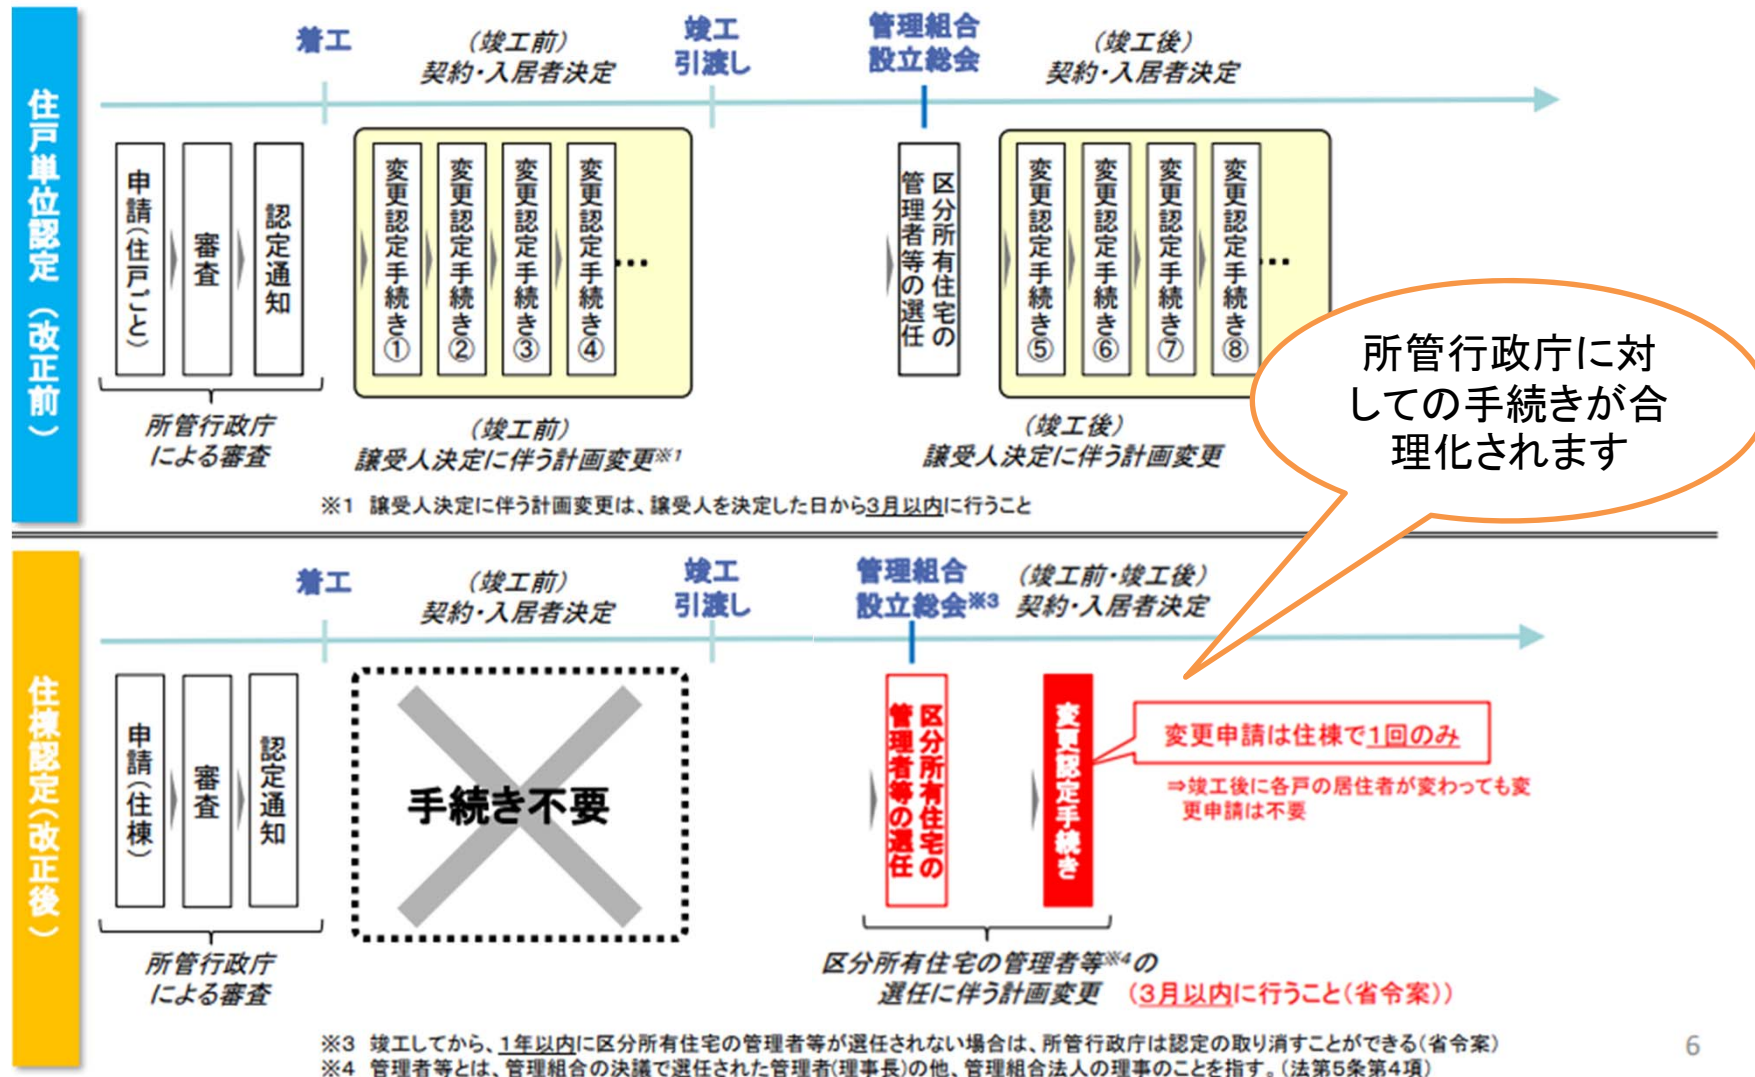 住戸単位認定（改正前）
着工
（竣工前）
契約・入居者決定
竣工
引渡し
管理組合
設立総会
（竣工後）
契約・入居者決定
申請（住戸ごと）
審査
認定通知
変更認定手続き①
変更認定手続き②
変更認定手続き③
変更認定手続き④
…
区分所有住宅の
管理者等の選任
変更認定手続き⑤
変更認定手続き⑥
変更認定手続き⑦
変更認定手続き⑧
…
所管行政庁
による審査
（竣工前）
譲受人決定に伴う計画変更※1
（竣工後）
譲受人決定に伴う計画変更
所管行政庁に対
しての手続きが合
理化されます
※1 譲受人決定に伴う計画変更は、譲受人を決定した日から3月以内に行うこと
住棟認定（改正後）
着工
（竣工前）
契約・入居者決定
竣工
引渡し
管理組合
設立総会※3
（竣工前・竣工後）
契約・入居者決定
申請（住棟）
審査
認定通知
手続き不要
区分所有住宅の
管理者等の選任
変更認定手続き
変更申請は住棟で1回のみ
⇒竣工後に各戸の居住者が変わっても変
更申請は不要
所管行政庁
による審査
区分所有住宅の管理者等※4の
選任に伴う計画変更 （3月以内に行うこと（省令案））
※3 竣工してから、1年以内に区分所有住宅の管理者等が選任されない場合は、所管行政庁は認定の取り消すことができる（省令案）
※4 管理者等とは、管理組合の決議で選任された管理者(理事長)の他、管理組合法人の理事のことを指す。（法第5条第4項）
6